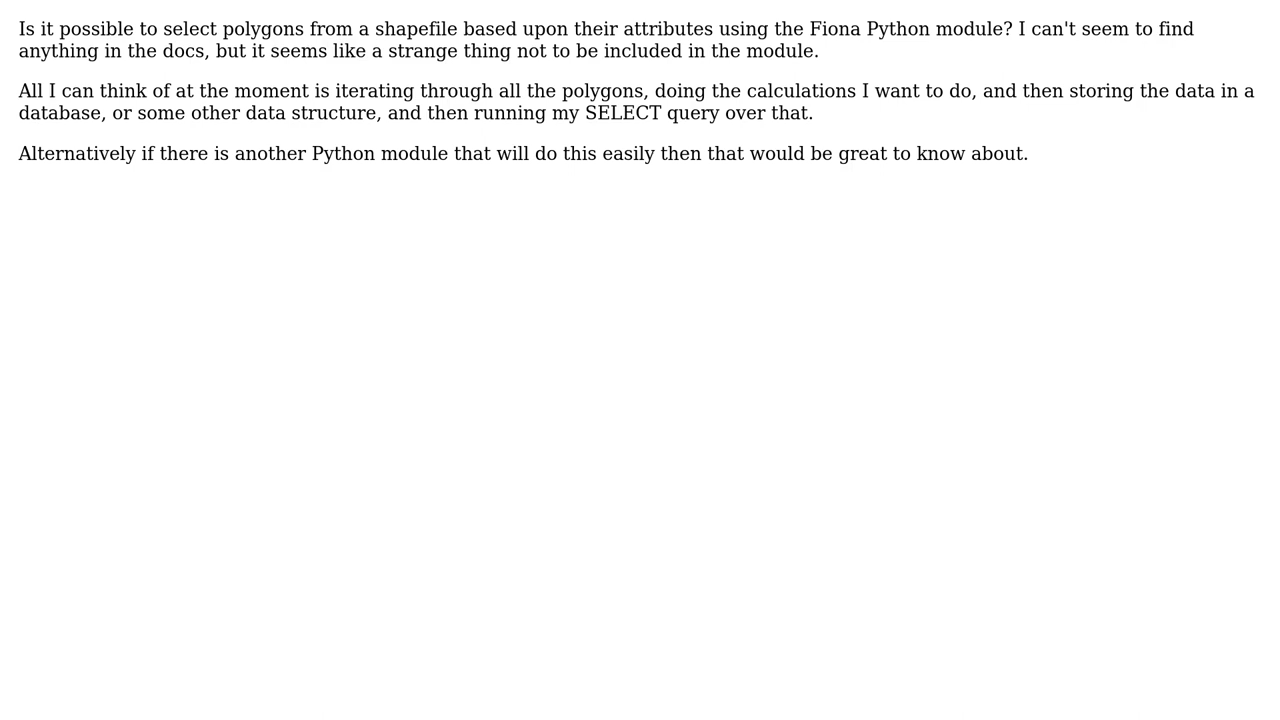 Is it possible to select polygons from a shapefile based upon their attributes using the Fiona Python module? I can't seem to find
anything in the docs, but it seems like a strange thing not to be included in the module.
All I can think of at the moment is iterating through all the polygons, doing the calculations I want to do, and then storing the data in a
database, or some other data structure, and then running my SELECT query over that.
Alternatively if there is another Python module that will do this easily then that would be great to know about.